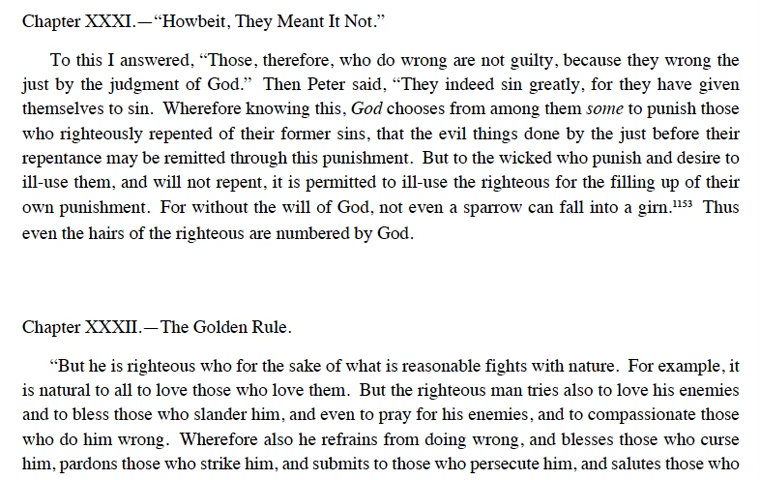 Chapter XXXI.—“Howbeit, They Meant It Not.”
To this I answered, “Those, therefore, who do wrong are not guilty, because they wrong the
just by the judgment of God.” Then Peter said, “They indeed sin greatly, for they have given
themselves to sin. Wherefore knowing this, God chooses from among them some to punish those
who righteously repented of their former sins, that the evil things done by the just before their
repentance may be remitted through this punishment. But to the wicked who punish and desire to
ill-use them, and will not repent, it is permitted to ill-use the righteous for the filling up of their
own punishment. For without the will of God, not even a sparrow can fall into a girn.1153 Thus
even the hairs of the righteous are numbered by God.
Chapter XXXII.—The Golden Rule.
“But he is righteous who for the sake of what is reasonable fights with nature. For example, it
is natural to all to love those who love them. But the righteous man tries also to love his enemies
and to bless those who slander him, and even to pray for his enemies, and to compassionate those
who do him wrong. Wherefore also he refrains from doing wrong, and blesses those who curse
him, pardons those who strike him, and submits to those who persecute him, and salutes those who